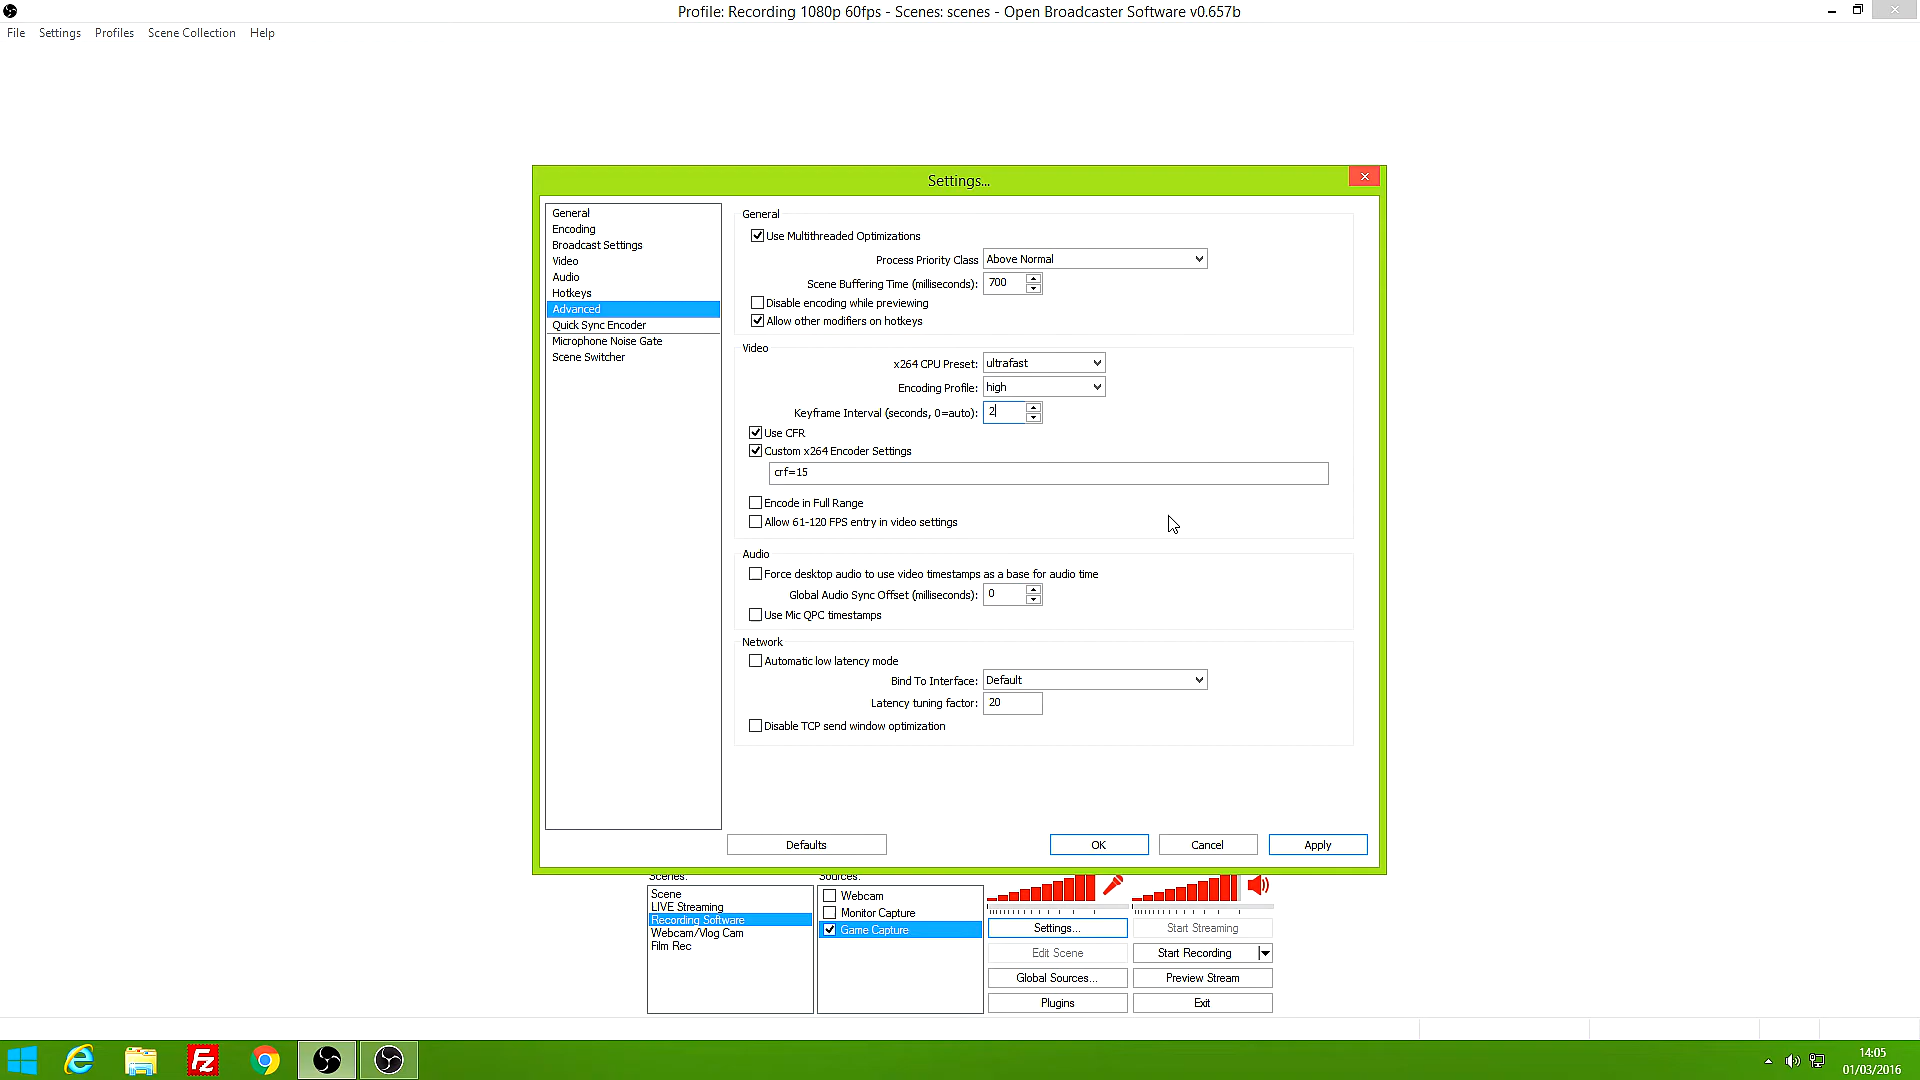 Profile: Recording 1080p 60fps - Scenes: scenes - Open Broadcaster Software v0.657b
File Settings Profiles Scene Collection Help
Settings...
General
Encoding
Broadcast Settings
Video
Audio
Hotkeys
Advanced
Quick Sync Encoder
Microphone Noise Gate
Scene Switcher
General
Use Multithreaded Optimizations
Process Priority Class Above Normal
Scene Buffering Time (milliseconds): 700
Disable encoding while previewing
Allow other modifiers on hotkeys
Video
x264 CPU Preset: ultrafast
Encoding Profile: high
Keyframe Interval (seconds, 0=auto): 2
Use CFR
Custom x264 Encoder Settings
crf=15
Encode in Full Range
Allow 61-120 FPS entry in video settings
Audio
Force desktop audio to use video timestamps as a base for audio time
Global Audio Sync Offset (milliseconds): 0
Use Mic QPC timestamps
Network
Automatic low latency mode
Bind To Interface: Default
Latency tuning factor: 20
Disable TCP send window optimization
Defaults OK Cancel Apply
Scenes:
Scene
LIVE Streaming
Recording Software
Webcam/Vlog Cam
Film Rec
Sources:
Webcam
Monitor Capture
Game Capture
Settings... Start Streaming
Edit Scene Start Recording
Global Sources... Preview Stream
Plugins Exit
Fz
14:05
01/03/2016